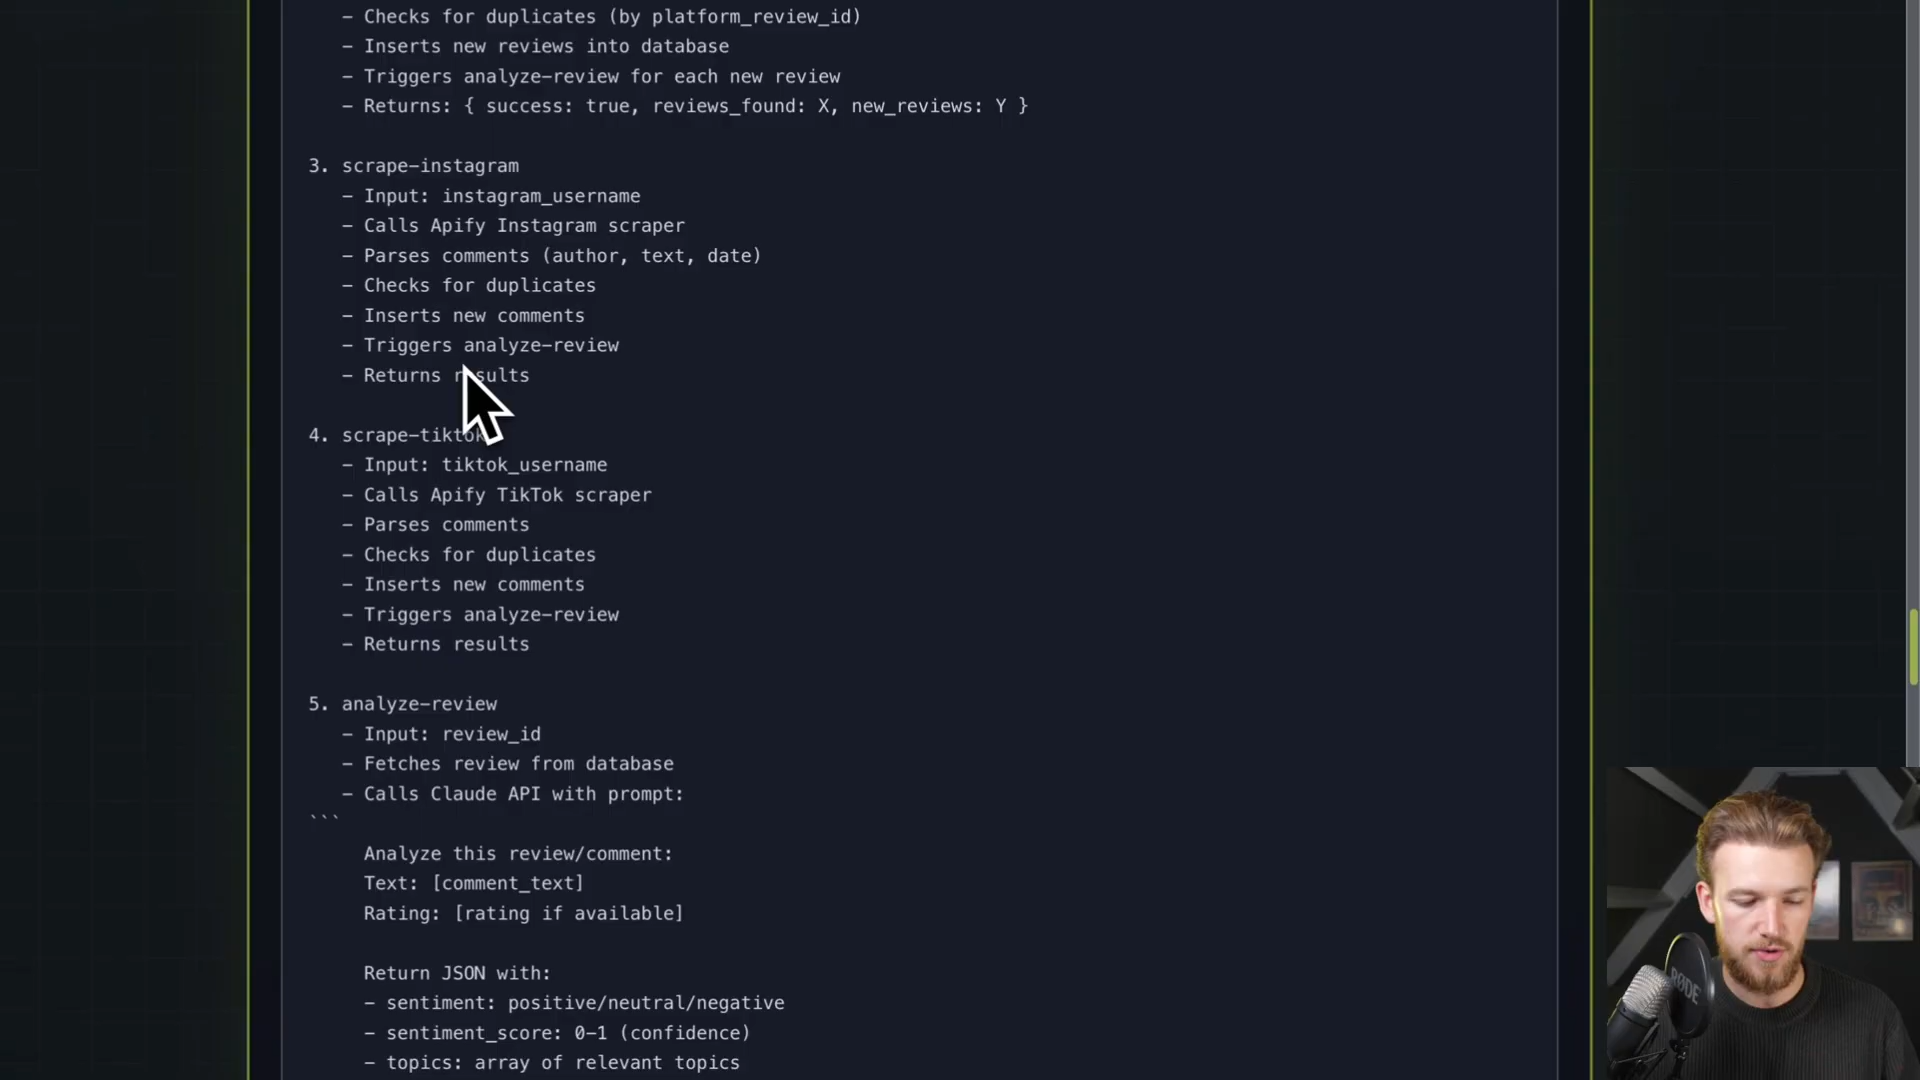 – Checks for duplicates (by platform_review_id)
– Inserts new reviews into database
– Triggers analyze-review for each new review
– Returns: { success: true, reviews_found: X, new_reviews: Y }
3. scrape-instagram
– Input: instagram_username
– Calls Apify Instagram scraper
– Parses comments (author, text, date)
– Checks for duplicates
– Inserts new comments
– Triggers analyze-review
– Returns results
4. scrape-tiktok
– Input: tiktok_username
– Calls Apify TikTok scraper
– Parses comments
– Checks for duplicates
– Inserts new comments
– Triggers analyze-review
– Returns results
5. analyze-review
– Input: review_id
– Fetches review from database
– Calls Claude API with prompt:
```
Analyze this review/comment:
Text: [comment_text]
Rating: [rating if available]
Return JSON with:
– sentiment: positive/neutral/negative
– sentiment_score: 0-1 (confidence)
– topics: array of relevant topics
RØDE